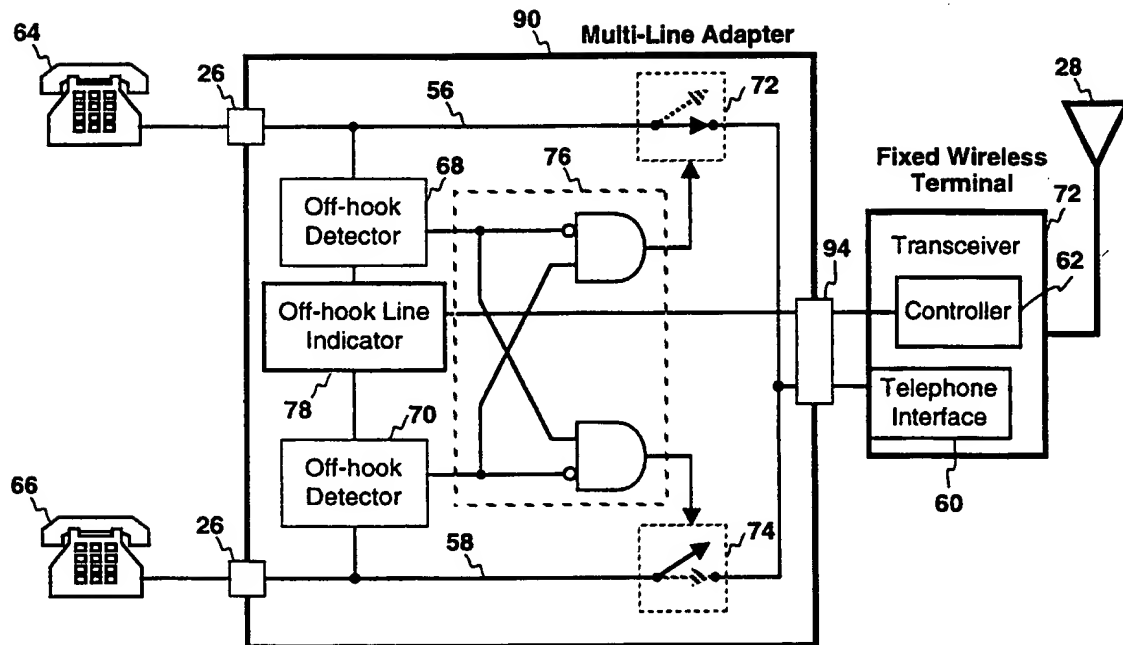 64
90
Multi-Line Adapter
26
56
72
28
Fixed Wireless
Terminal
68
76
72
Off-hook
Detector
Transceiver
94
62
Controller
Off-hook Line
Indicator
78
70
Telephone
Interface
Off-hook
Detector
60
66
26
58
74